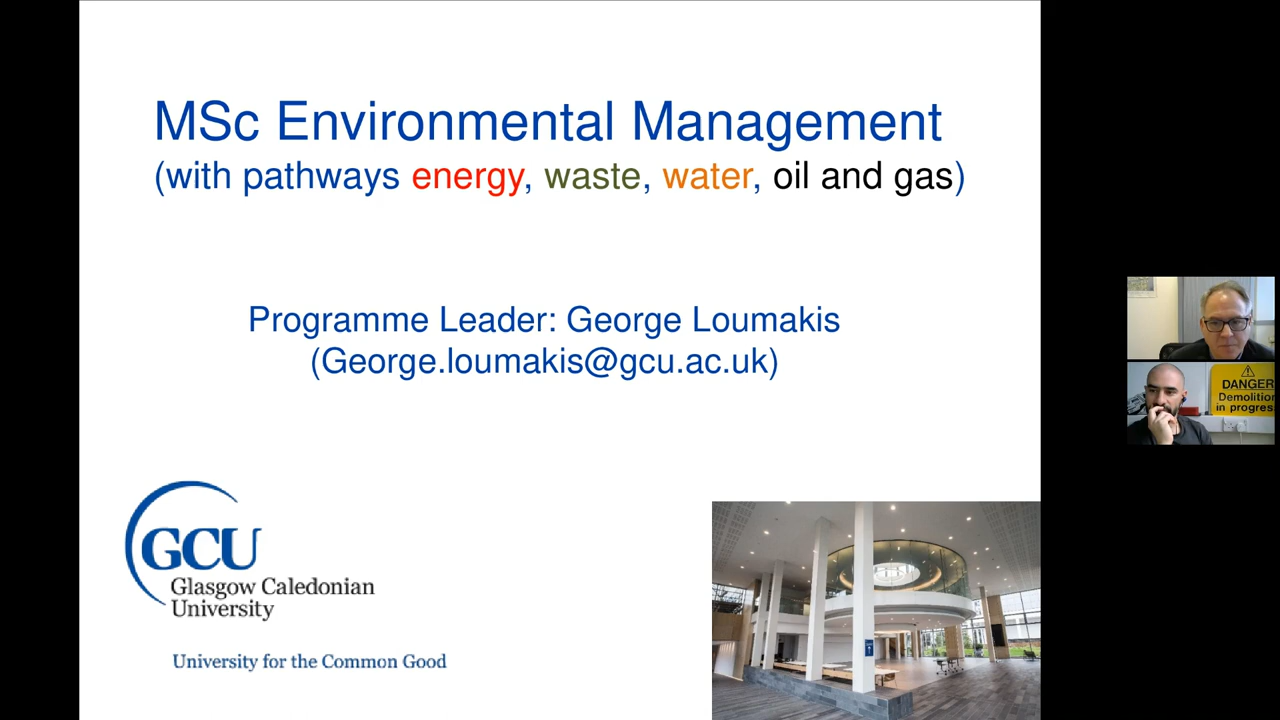 MSc Environmental Management
(with pathways energy, waste, water, oil and gas)
Programme Leader: George Loumakis
(George.loumakis@gcu.ac.uk)
GCU
Glasgow Caledonian
University
University for the Common Good
DANGER
Demolition
in progress